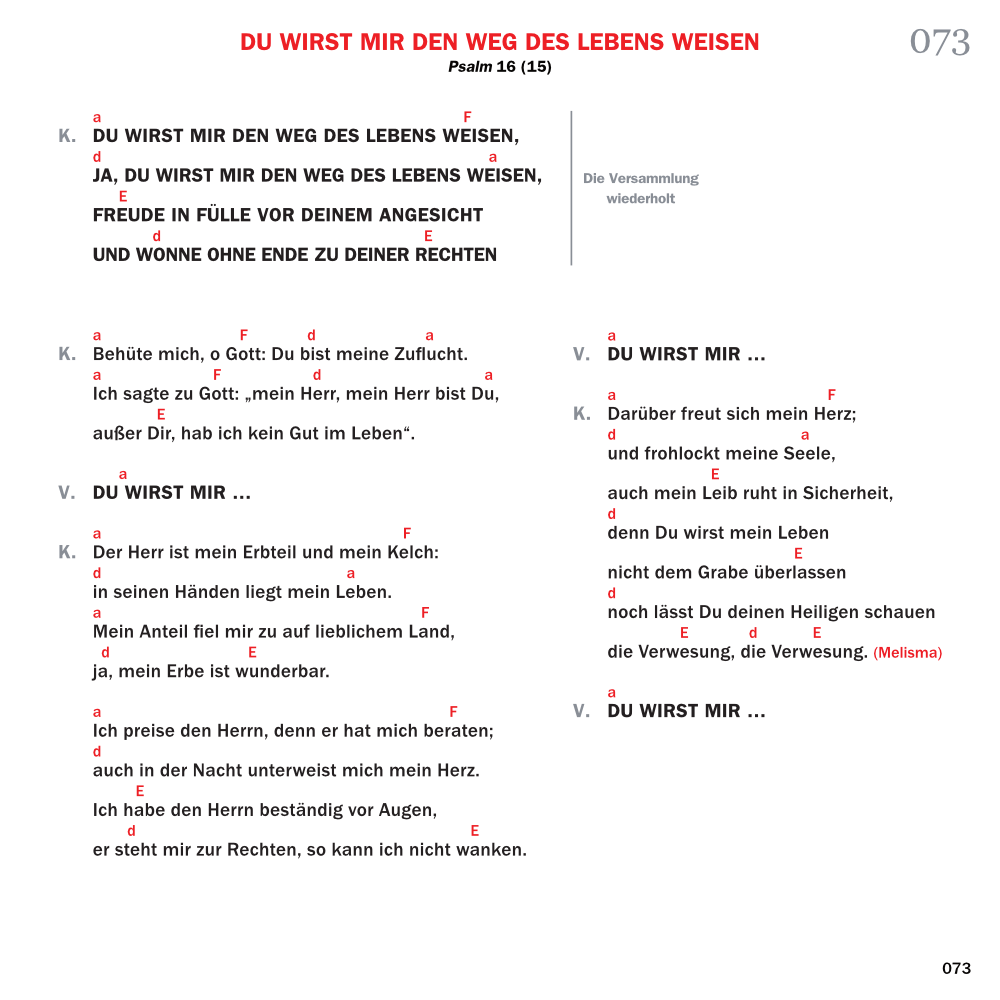 DU WIRST MIR DEN WEG DES LEBENS WEISEN
073
Psalm 16 (15)
a F
K. DU WIRST MIR DEN WEG DES LEBENS WEISEN,
d a
JA, DU WIRST MIR DEN WEG DES LEBENS WEISEN,
E
FREUDE IN FÜLLE VOR DEINEM ANGESICHT
d E
UND WONNE OHNE ENDE ZU DEINER RECHTEN
Die Versammlung
wiederholt
a F d a
K. Behüte mich, o Gott: Du bist meine Zuflucht.
a F d a
Ich sagte zu Gott: „mein Herr, mein Herr bist Du,
E
außer Dir, hab ich kein Gut im Leben“.
a
V. DU WIRST MIR ...
a F
K. Der Herr ist mein Erbteil und mein Kelch:
d a
in seinen Händen liegt mein Leben.
a F
Mein Anteil fiel mir zu auf lieblichem Land,
d E
ja, mein Erbe ist wunderbar.
a F
Ich preise den Herrn, denn er hat mich beraten;
d
auch in der Nacht unterweist mich mein Herz.
E
Ich habe den Herrn beständig vor Augen,
d E
er steht mir zur Rechten, so kann ich nicht wanken.
a
V. DU WIRST MIR ...
a F
K. Darüber freut sich mein Herz;
d a
und frohlockt meine Seele,
E
auch mein Leib ruht in Sicherheit,
d
denn Du wirst mein Leben
E
nicht dem Grabe überlassen
d
noch lässt Du deinen Heiligen schauen
E d E
die Verwesung, die Verwesung. (Melisma)
a
V. DU WIRST MIR ...
073